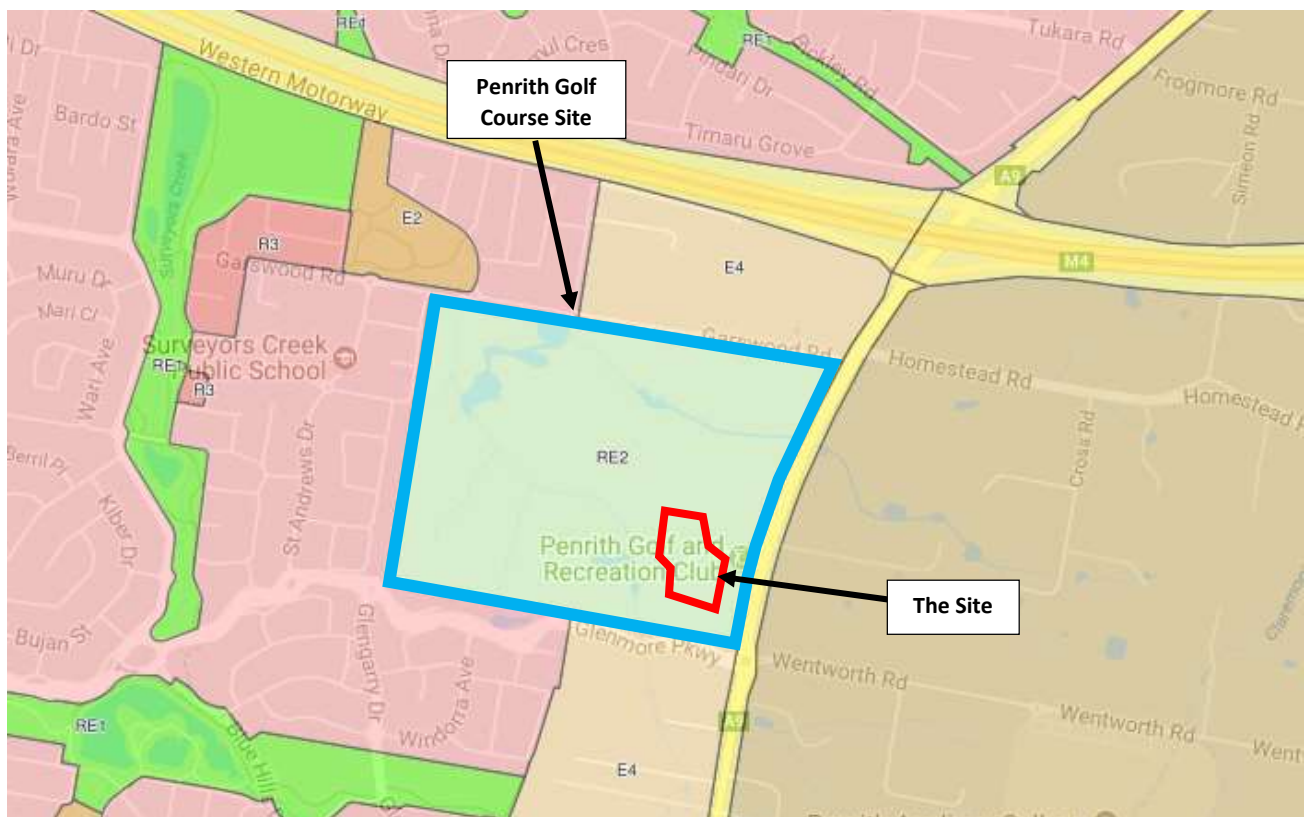 RE1
Western Motorway
Bardo St
Penrith Golf
Course Site
RE1
Pindari Dr
Tukara Rd
Frogmore Rd
Simeon Rd
Timaru Grove
A9
M4
Surveyors Creek
E2
R3
Garswood Rd
E4
Muru Dr
Wari Ave
Surveyors Creek
Public School
RE1
R3
Garswood Rd
Homestead Rd
Homestead
Cross Rd
RE2
St Andrews Dr
Kiber Dr
Penrith Golf and
Recreation Club
The Site
Glenmore Pkwy
Wentworth Rd
Wentworth Rd
Bujan St
Glengarry Dr
Windorra Ave
RE1
Blue Hill
A9
E4